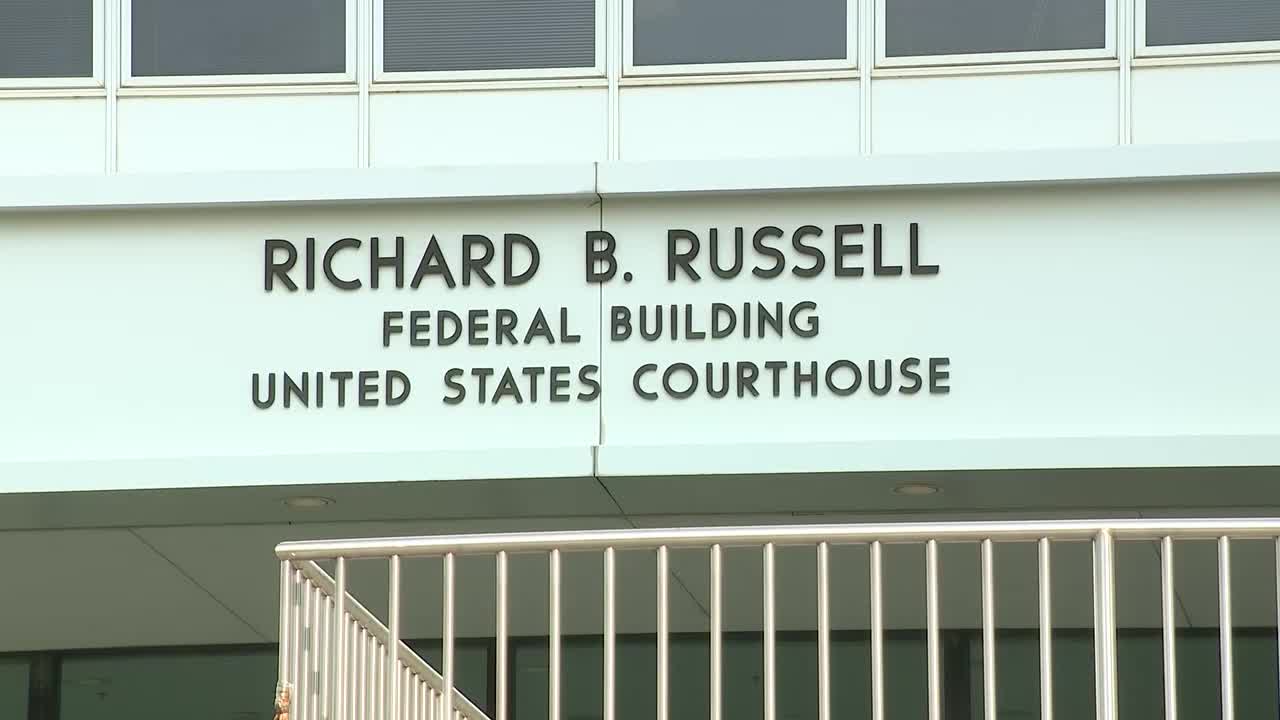 RICHARD B. RUSSELL
FEDERAL BUILDING
UNITED STATES COURTHOUSE